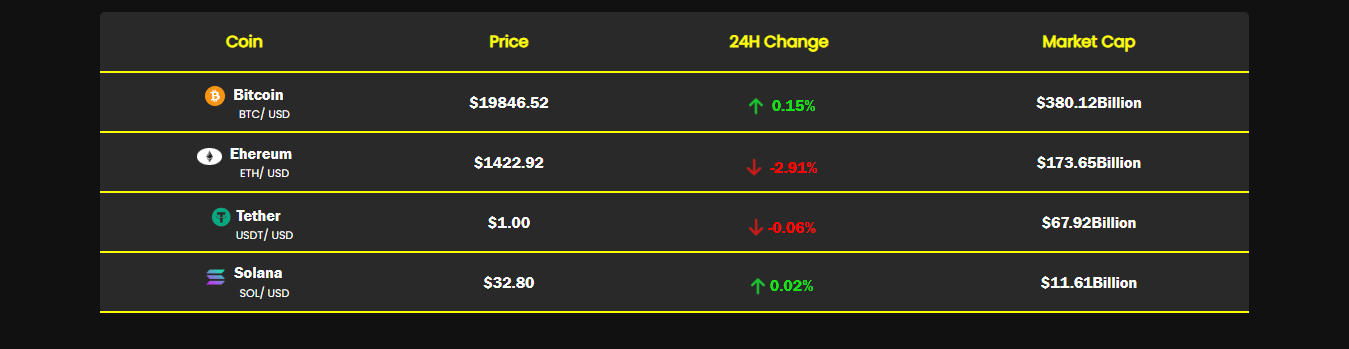 Coin Price 24H Change Market Cap
Bitcoin $19846.52 0.15% $380.12Billion
BTC/ USD
Ehereum $1422.92 -2.91% $173.65Billion
ETH/ USD
Tether $1.00 -0.06% $67.92Billion
USDT/ USD
Solana $32.80 0.02% $11.61Billion
SOL/ USD